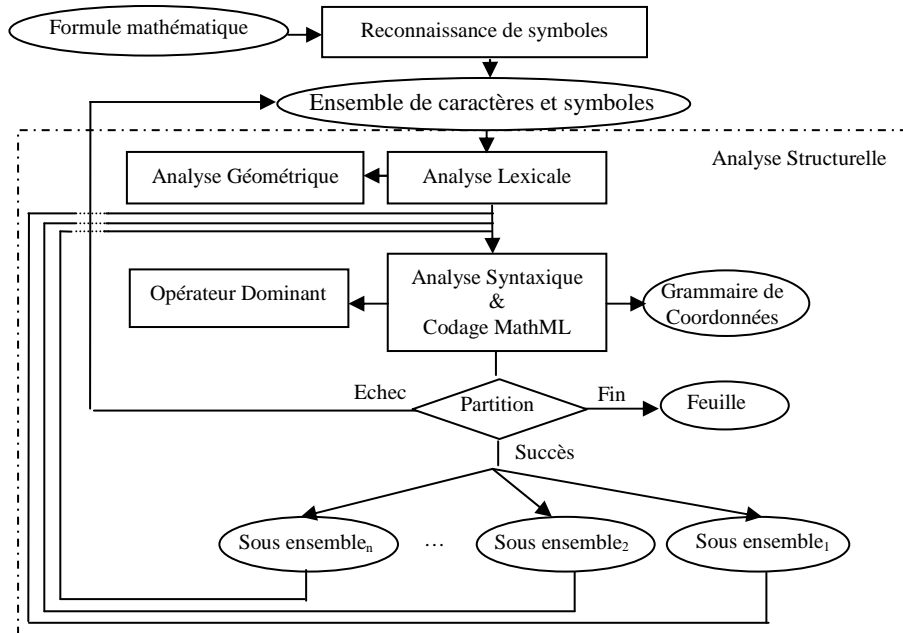 Formule mathématique
Reconnaissance de symboles
Ensemble de caractères et symboles
Analyse Structurelle
Analyse Géométrique
Analyse Lexicale
Opérateur Dominant
Analyse Syntaxique
&
Codage MathML
Grammaire de
Coordonnées
Echec
Partition
Fin
Feuille
Succès
Sous ensembleₙ
…
Sous ensemble₂
Sous ensemble₁